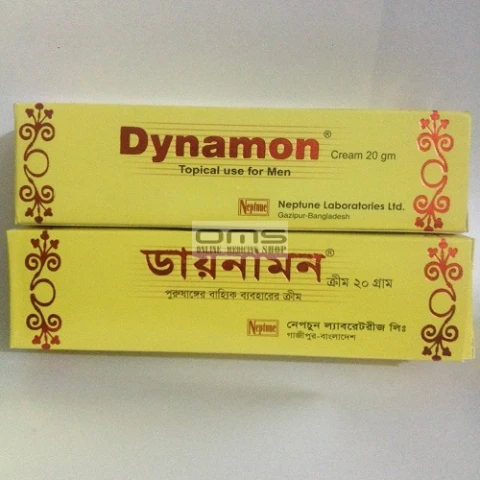 Dynamon®
Cream 20 gm
Topical use for Men
Neptune
Neptune Laboratories Ltd.
Gazipur-Bangladesh
oms
ONLINE MEDICINE SHOP
ডায়নামন®
ক্রীম ২০ গ্রাম
পুরুষাঙ্গের বাহ্যিক ব্যবহারের ক্রীম
Neptune
নেপচুন ল্যাবরেটরীজ লিঃ
গাজীপুর-বাংলাদেশ